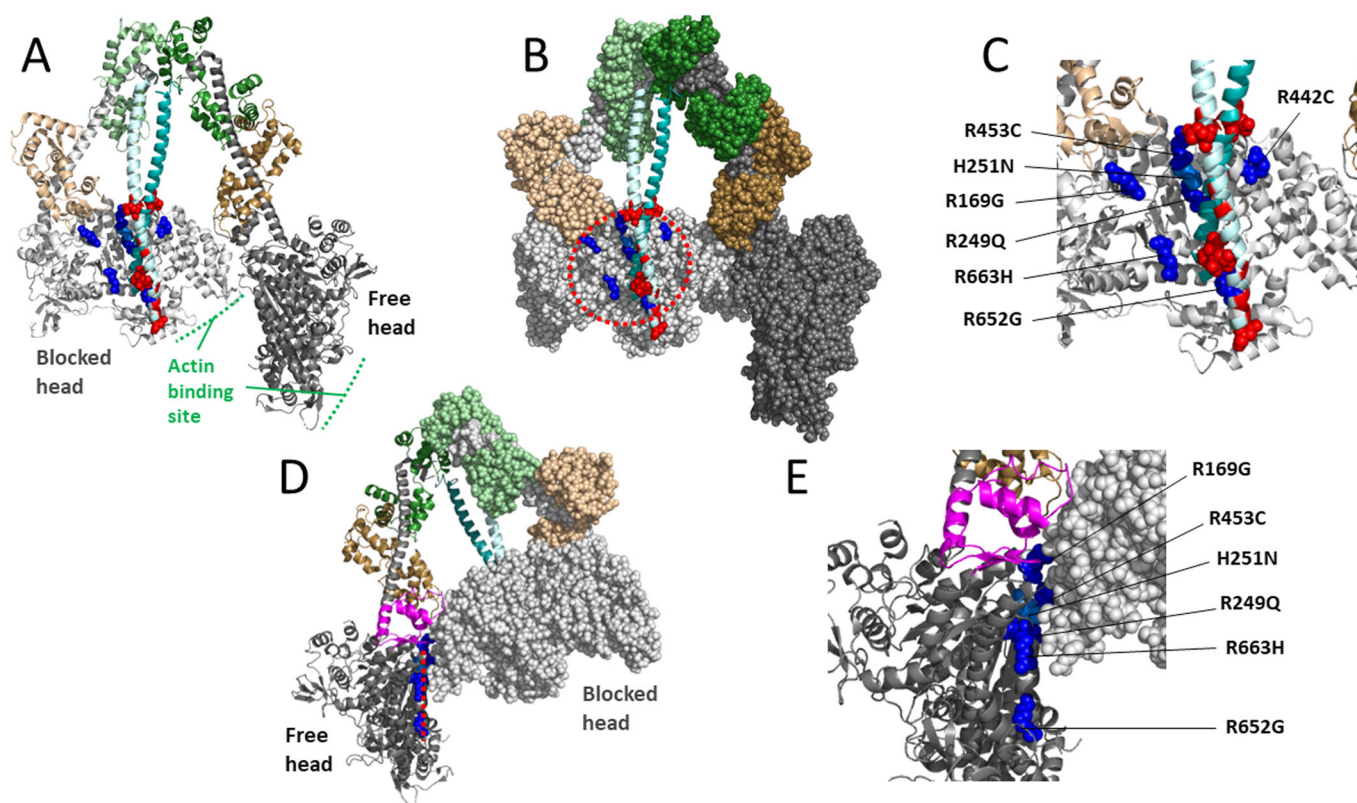 A
B
C
R442C
R453C
H251N
R169G
R249Q
R663H
R652G
Free
head
Blocked
head
Actin
binding
site
D
E
R169G
R453C
H251N
R249Q
R663H
R652G
Blocked
head
Free
head